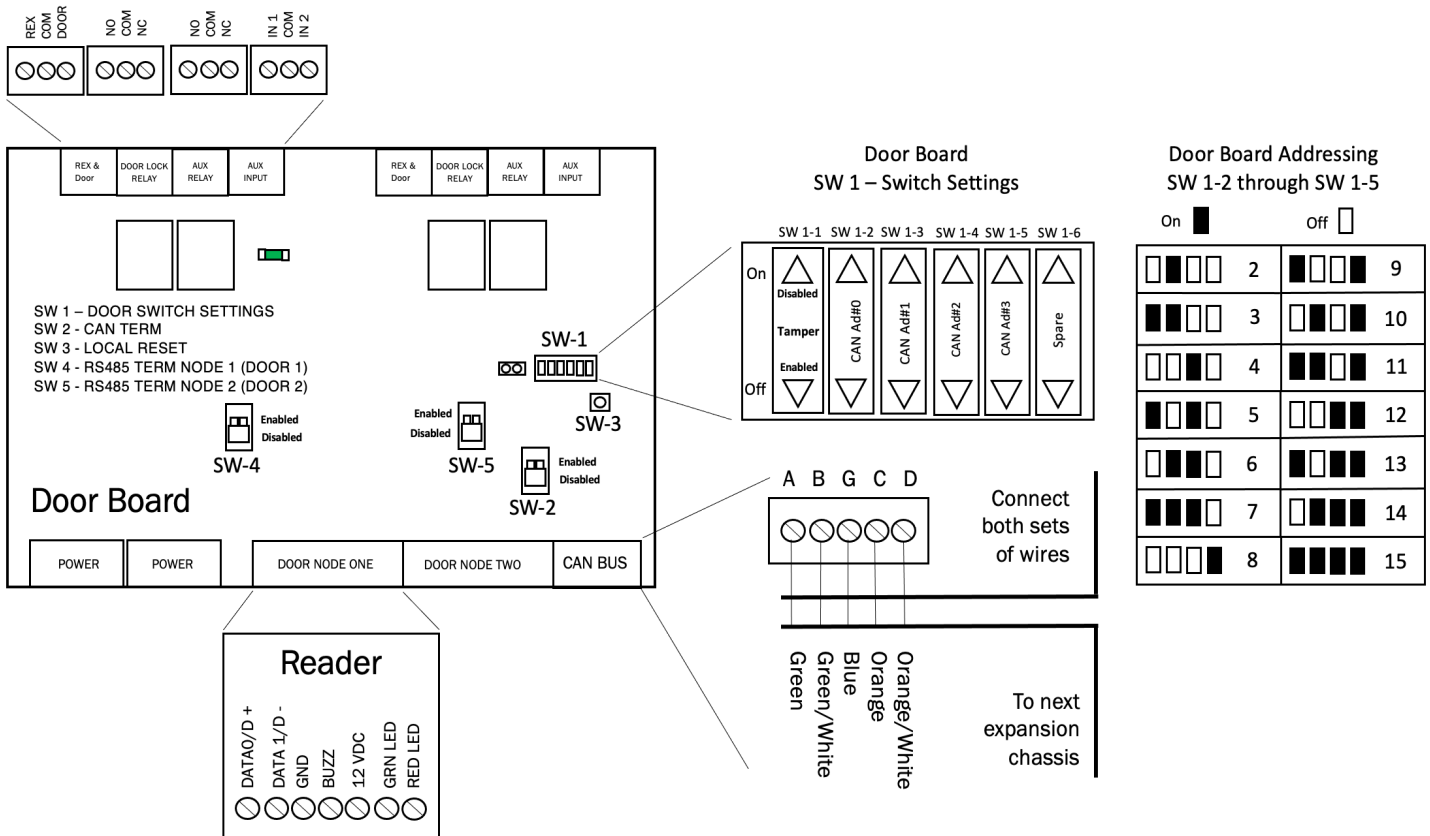 REX
COM
DOOR
NO
COM
NC
NO
COM
NC
IN 1
COM
IN 2
REX &
Door
DOOR LOCK
RELAY
AUX
RELAY
AUX
INPUT
REX &
Door
DOOR LOCK
RELAY
AUX
RELAY
AUX
INPUT
SW 1 – DOOR SWITCH SETTINGS
SW 2 - CAN TERM
SW 3 - LOCAL RESET
SW 4 - RS485 TERM NODE 1 (DOOR 1)
SW 5 - RS485 TERM NODE 2 (DOOR 2)
SW-1
SW-3
Enabled
Disabled
SW-4
Enabled
Disabled
SW-5
Enabled
Disabled
SW-2
Door Board
POWER
POWER
DOOR NODE ONE
DOOR NODE TWO
CAN BUS
Reader
DATA0/D +
DATA 1/D -
GND
BUZZ
12 VDC
GRN LED
RED LED
Door Board
SW 1 – Switch Settings
SW 1-1 SW 1-2 SW 1-3 SW 1-4 SW 1-5 SW 1-6
On
Off
Disabled
Tamper
Enabled
CAN Ad#0
CAN Ad#1
CAN Ad#2
CAN Ad#3
Spare
A B G C D
Connect
both sets
of wires
Green
Green/White
Blue
Orange
Orange/White
To next
expansion
chassis
Door Board Addressing
SW 1-2 through SW 1-5
On Off
2 9
3 10
4 11
5 12
6 13
7 14
8 15